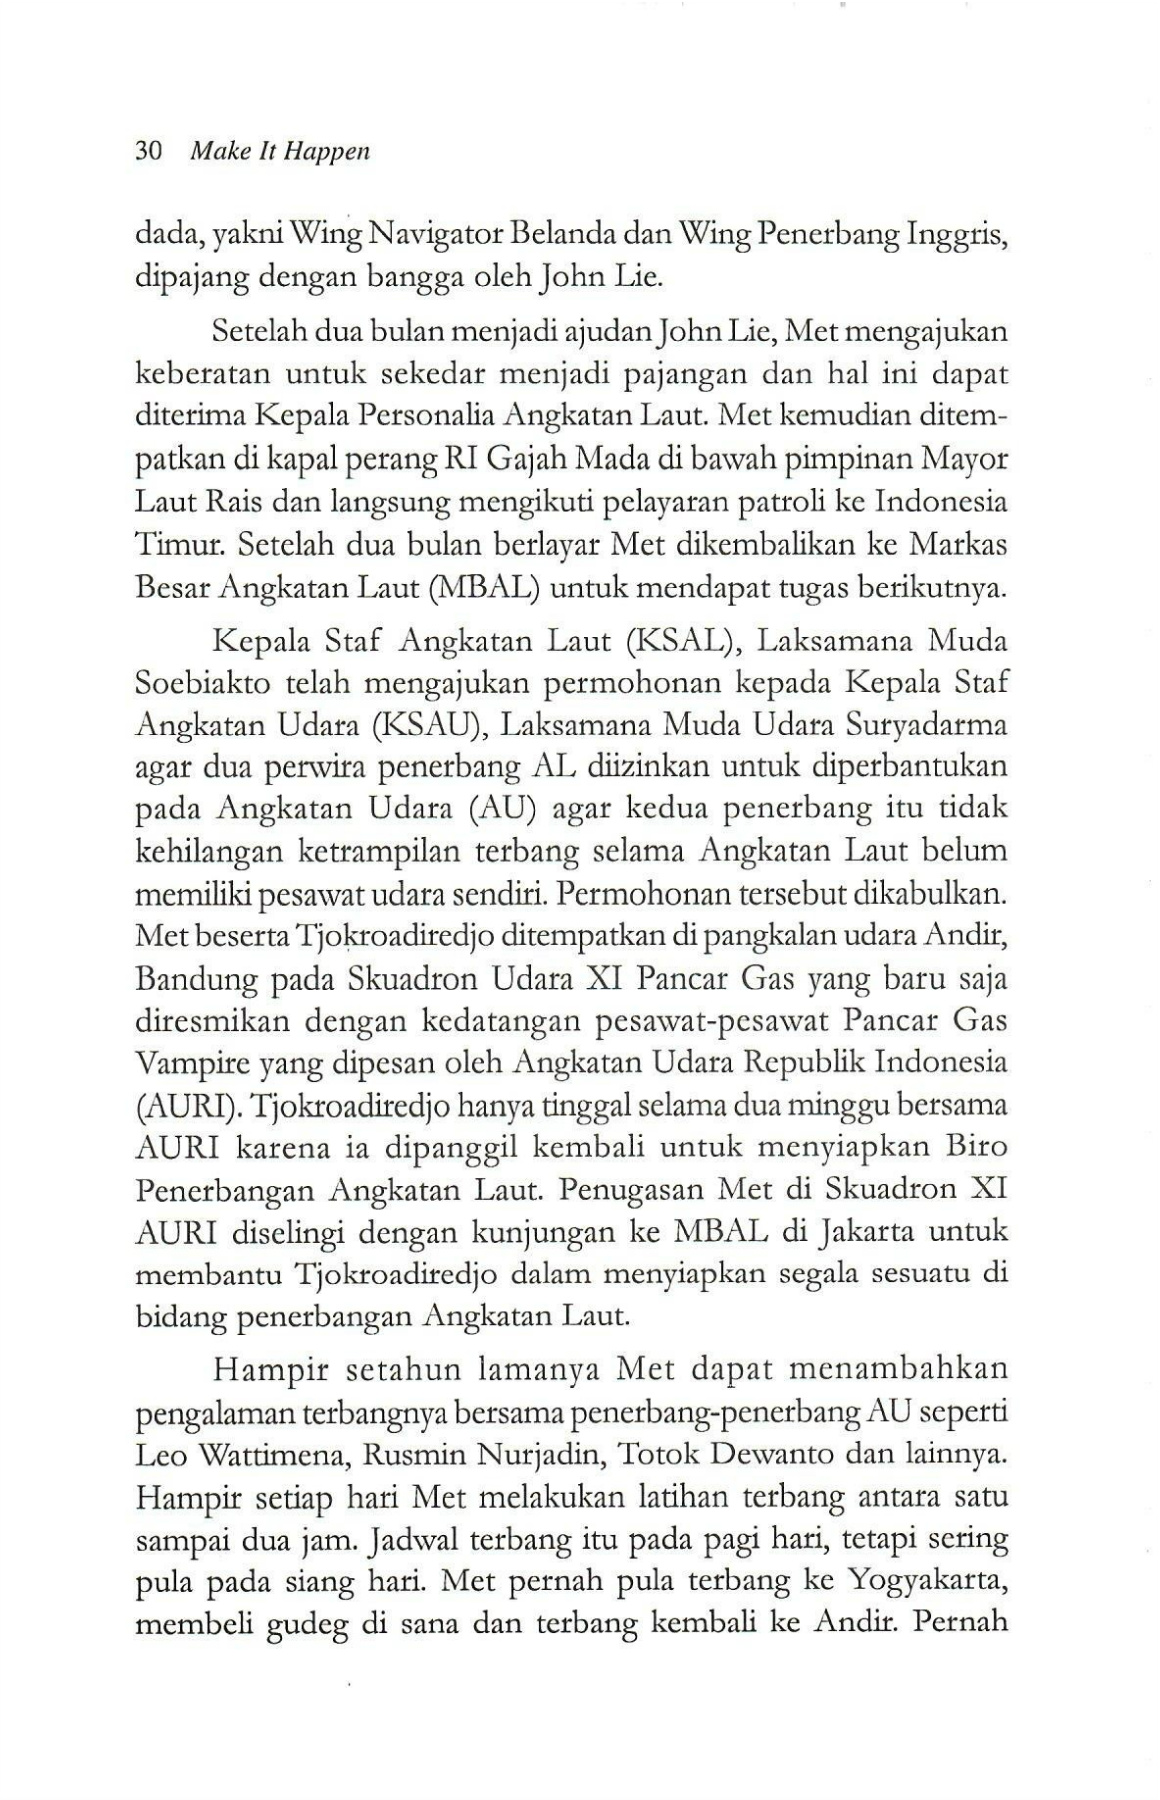 30 Make It Happen
dada, yakni Wing Navigator Belanda dan Wing Penerbang Inggris,
dipajang dengan bangga oleh John Lie.
Setelah dua bulan menjadi ajudan John Lie, Met mengajukan
keberatan untuk sekedar menjadi pajangan dan hal ini dapat
diterima Kepala Personalia Angkatan Laut. Met kemudian ditem-
patkan di kapal perang RI Gajah Mada di bawah pimpinan Mayor
Laut Rais dan langsung mengikuti pelayaran patroli ke Indonesia
Timur. Setelah dua bulan berlayar Met dikembalikan ke Markas
Besar Angkatan Laut (MBAL) untuk mendapat tugas berikutnya.
Kepala Staf Angkatan Laut (KSAL), Laksamana Muda
Soebiakto telah mengajukan permohonan kepada Kepala Staf
Angkatan Udara (KSAU), Laksamana Muda Udara Suryadarma
agar dua perwira penerbang AL diizinkan untuk diperbantukan
pada Angkatan Udara (AU) agar kedua penerbang itu tidak
kehilangan ketrampilan terbang selama Angkatan Laut belum
memiliki pesawat udara sendiri. Permohonan tersebut dikabulkan.
Met beserta Tjokroadiredjo ditempatkan di pangkalan udara Andir,
Bandung pada Skuadron Udara XI Pancar Gas yang baru saja
diresmikan dengan kedatangan pesawat-pesawat Pancar Gas
Vampire yang dipesan oleh Angkatan Udara Republik Indonesia
(AURI). Tjokroadiredjo hanya tinggal selama dua minggu bersama
AURI karena ia dipanggil kembali untuk menyiapkan Biro
Penerbangan Angkatan Laut. Penugasan Met di Skuadron XI
AURI diselingi dengan kunjungan ke MBAL di Jakarta untuk
membantu Tjokroadiredjo dalam menyiapkan segala sesuatu di
bidang penerbangan Angkatan Laut.
Hampir setahun lamanya Met dapat menambahkan
pengalaman terbangnya bersama penerbang-penerbang AU seperti
Leo Wattimena, Rusmin Nurjadin, Totok Dewanto dan lainnya.
Hampir setiap hari Met melakukan latihan terbang antara satu
sampai dua jam. Jadwal terbang itu pada pagi hari, tetapi sering
pula pada siang hari. Met pernah pula terbang ke Yogyakarta,
membeli gudeg di sana dan terbang kembali ke Andir. Pernah